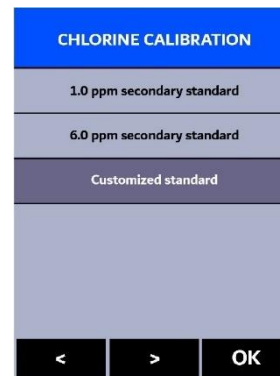 CHLORINE CALIBRATION
1.0 ppm secondary standard
6.0 ppm secondary standard
Customized standard
< > OK